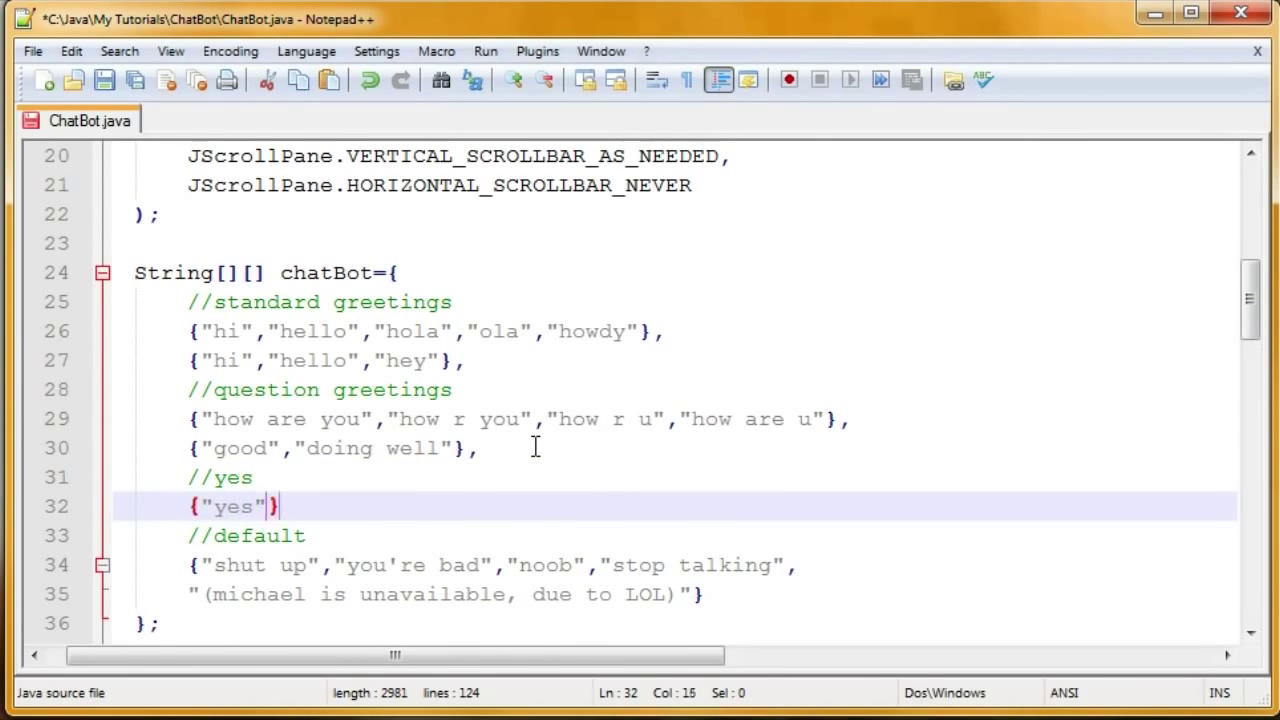 *C:\Java\My Tutorials\ChatBot\ChatBot.java - Notepad++
File Edit Search View Encoding Language Settings Macro Run Plugins Window ? X
ABC
ChatBot.java
20 JScrollPane.VERTICAL_SCROLLBAR_AS_NEEDED,
21 JScrollPane.HORIZONTAL_SCROLLBAR_NEVER
22 );
23
24 String[][] chatBot={
25 //standard greetings
26 {"hi","hello","hola","ola","howdy"},
27 {"hi","hello","hey"},
28 //question greetings
29 {"how are you","how r you","how r u","how are u"},
30 {"good","doing well"},
31 //yes
32 {"yes"}
33 //default
34 {"shut up","you're bad","noob","stop talking",
35 "(michael is unavailable, due to LOL)"}
36 };
Java source file length : 2981 lines : 124 Ln : 32 Col : 15 Sel : 0 Dos\Windows ANSI INS